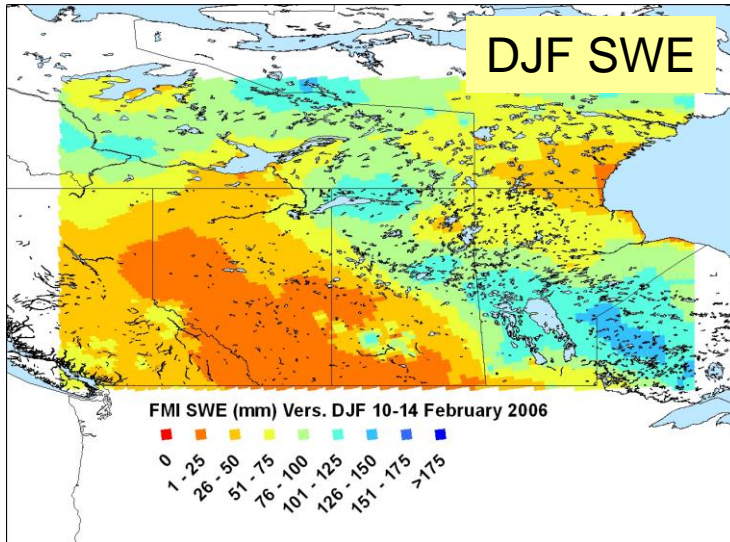 DJF SWE
FMI SWE (mm) Vers. DJF 10-14 February 2006
0
1 - 25
26 - 50
51 - 75
76 - 100
101 - 125
126 - 150
151 - 175
>175